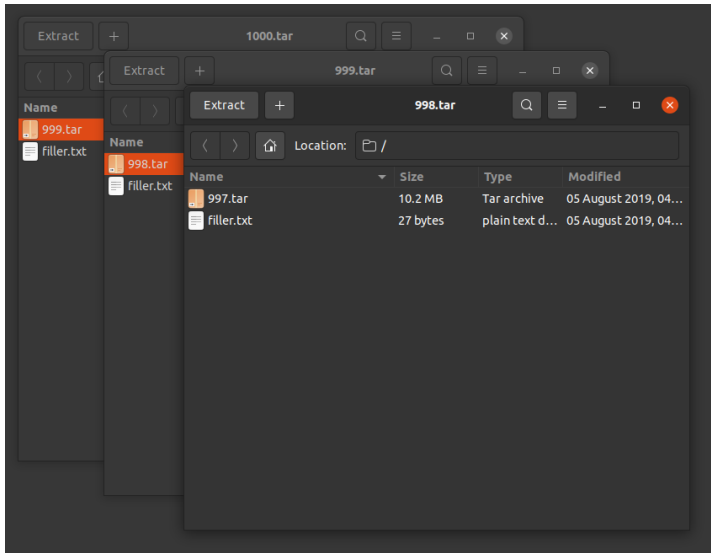 Extract + 1000.tar
Name
999.tar
filler.txt
Extract + 999.tar
Name
998.tar
filler.txt
Extract + 998.tar
Location: /
Name Size Type Modified
997.tar 10.2 MB Tar archive 05 August 2019, 04...
filler.txt 27 bytes plain text d... 05 August 2019, 04...